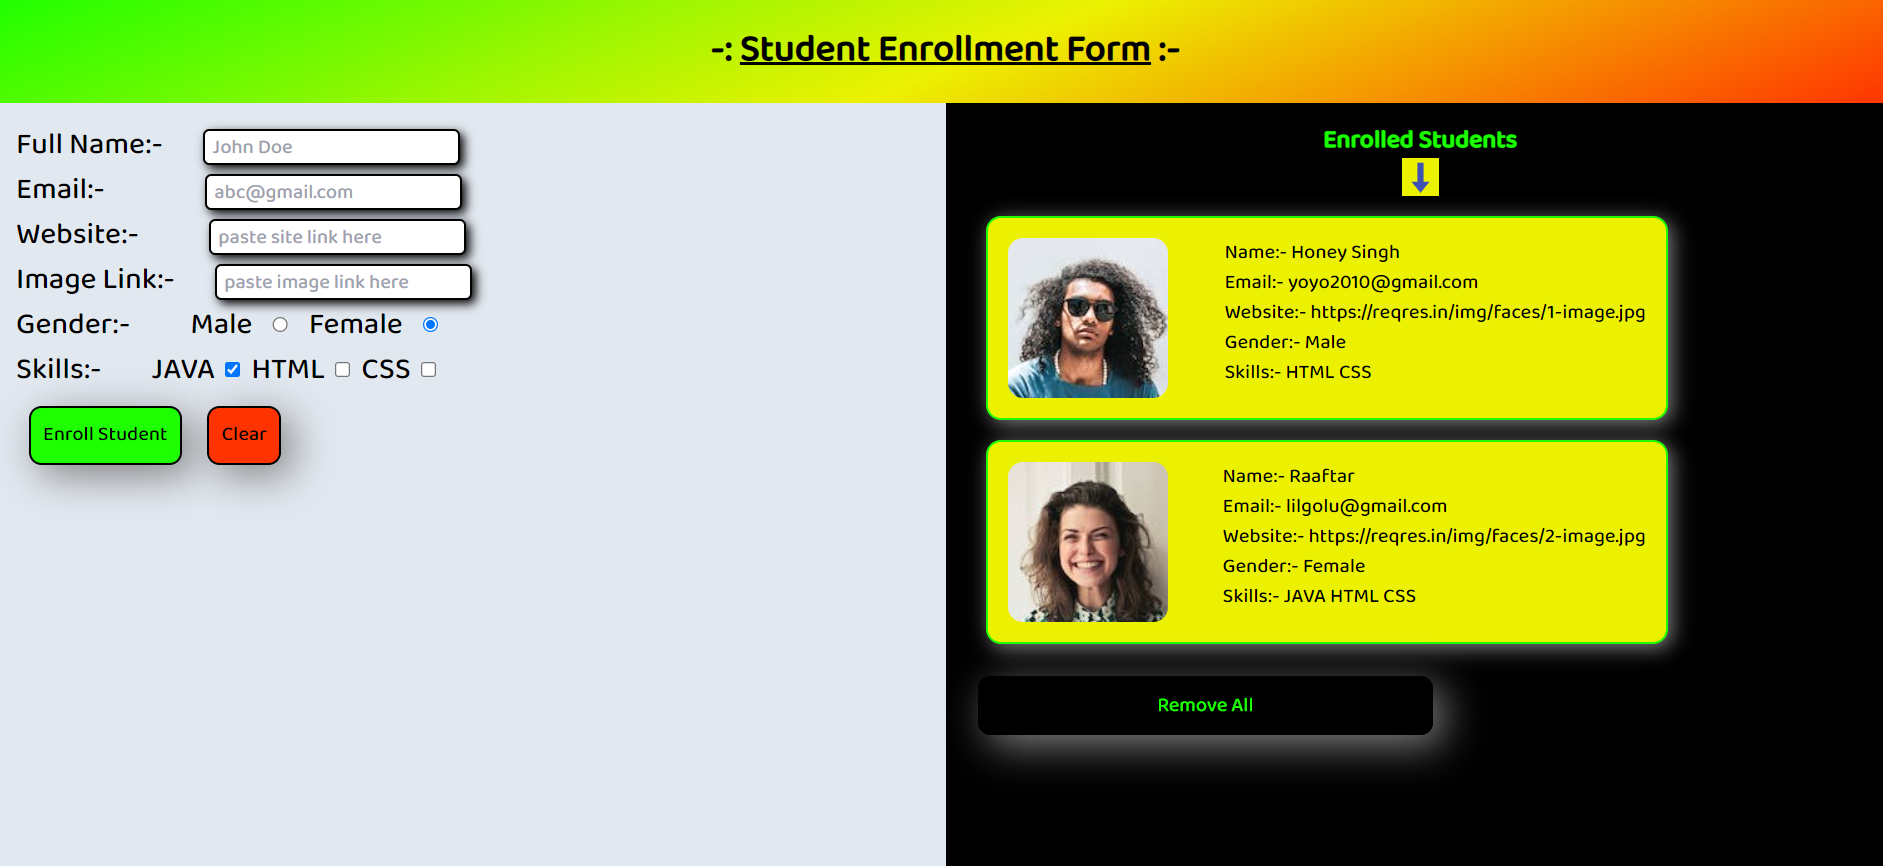 -: Student Enrollment Form :-
Full Name:- John Doe
Email:- abc@gmail.com
Website:- paste site link here
Image Link:- paste image link here
Gender:- Male Female
Skills:- JAVA HTML CSS
Enroll Student Clear
Enrolled Students
Name:- Honey Singh
Email:- yoyo2010@gmail.com
Website:- https://reqres.in/img/faces/1-image.jpg
Gender:- Male
Skills:- HTML CSS
Name:- Raaftar
Email:- lilgolu@gmail.com
Website:- https://reqres.in/img/faces/2-image.jpg
Gender:- Female
Skills:- JAVA HTML CSS
Remove All